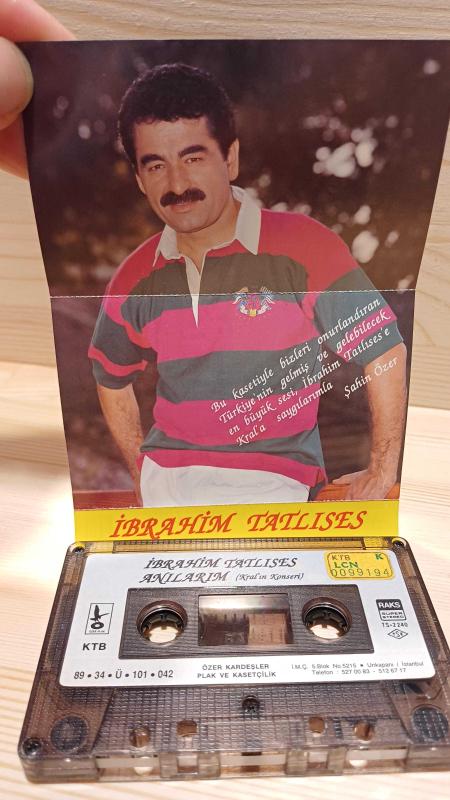 Bu kasetiyle bizleri onurlandıran
Türkiye'nin gelmiş ve gelebilecek
en büyük sesi, İbrahim Tatlıses'e
Kral'a saygılarımla Şahin Özer
İBRAHİM TATLISES
İBRAHİM TATLISES
ANILARIM (Kral'ın Konseri)
KTB K
LCN
0099194
KTB
RAKS
SUPER
STEREO
TS-2240
TSE
89 • 34 • Ü • 101 • 042
ÖZER KARDEŞLER
PLAK VE KASETÇİLİK
İ.M.Ç. 5.Blok No.5215 • Unkapanı / İstanbul
Telefon : 527 00 83 - 512 67 17